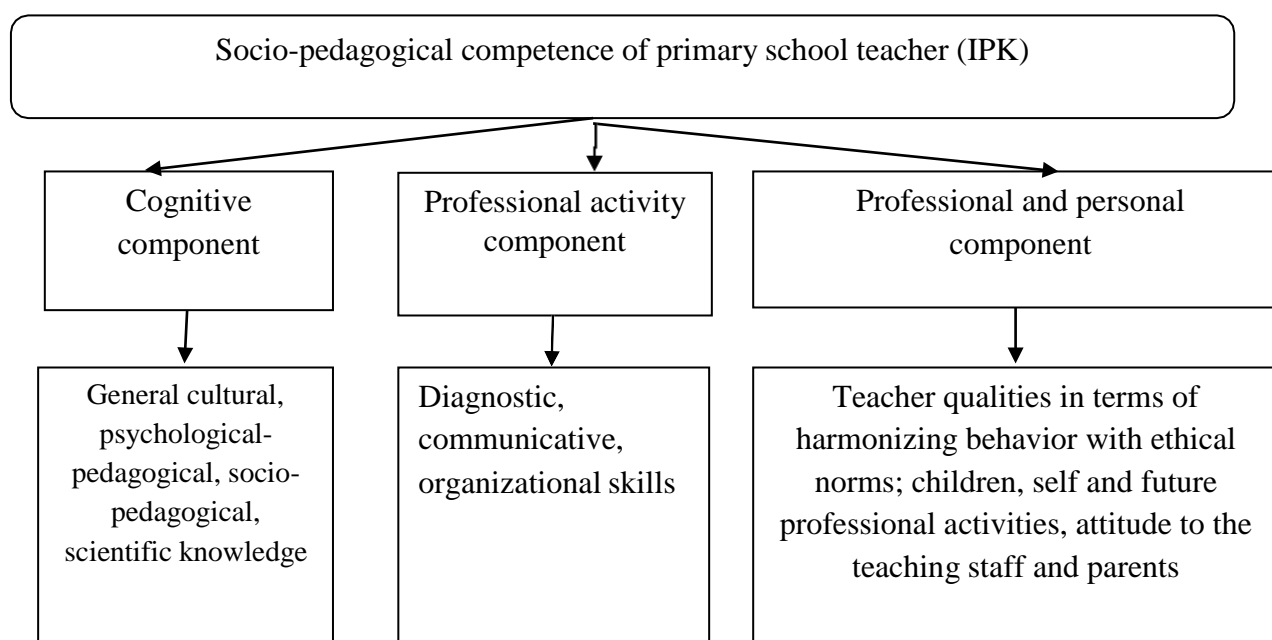 Socio-pedagogical competence of primary school teacher (IPK)
Cognitive
component
Professional activity
component
Professional and personal
component
General cultural,
psychological-
pedagogical, socio-
pedagogical,
scientific knowledge
Diagnostic,
communicative,
organizational skills
Teacher qualities in terms of
harmonizing behavior with ethical
norms; children, self and future
professional activities, attitude to the
teaching staff and parents